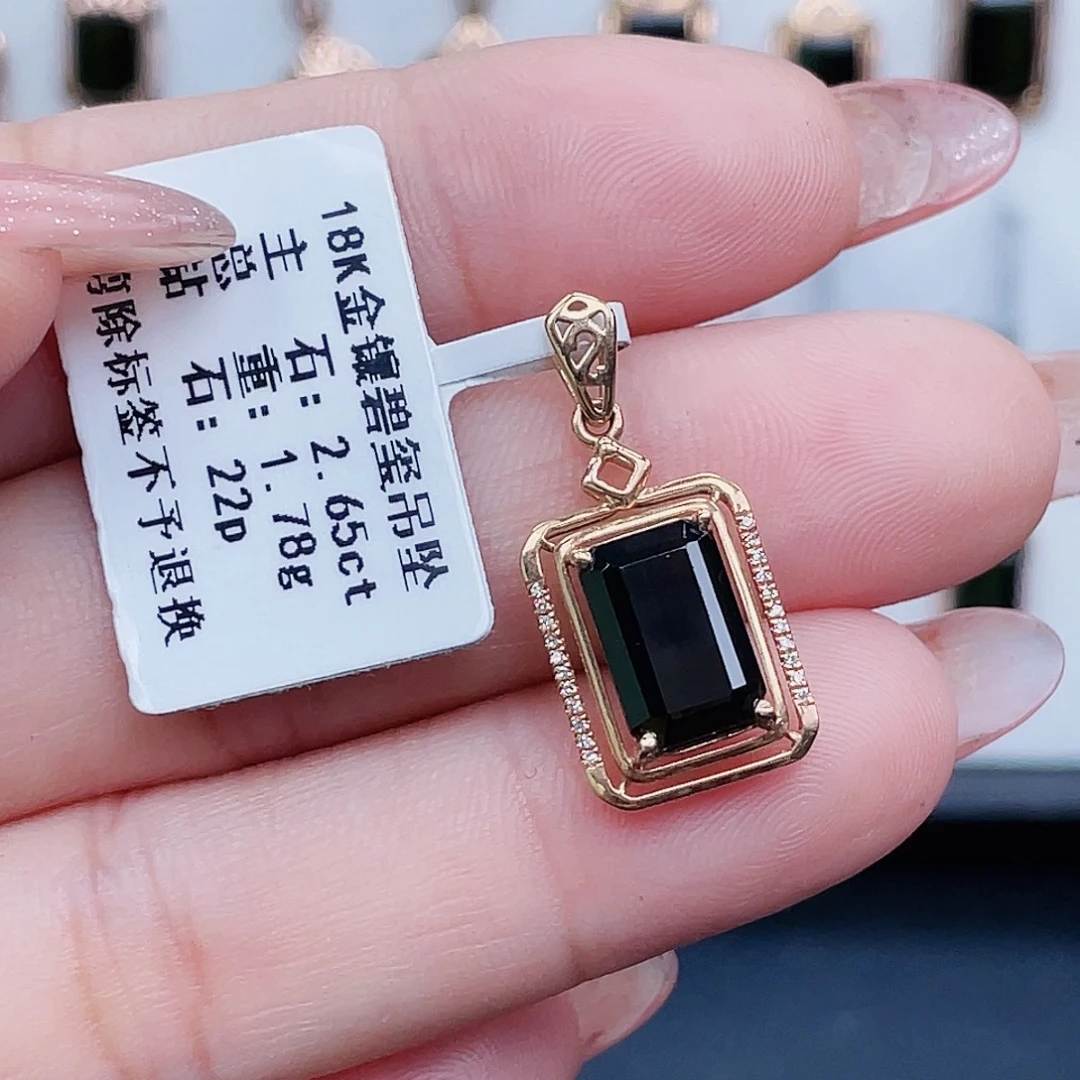 18K金镶碧玺吊坠
主 石: 2.65ct
总 重: 1.78g
石: 22p
除标签不予退换